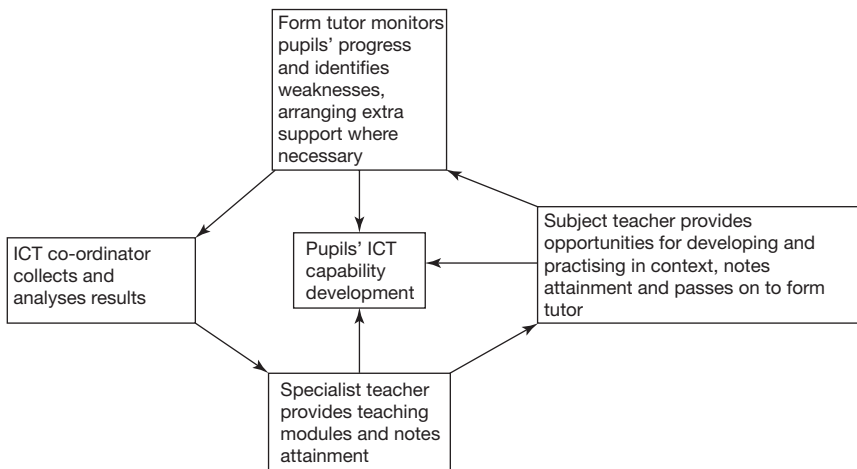 Form tutor monitors
pupils’ progress
and identifies
weaknesses,
arranging extra
support where
necessary
ICT co-ordinator
collects and
analyses results
Pupils’ ICT
capability
development
Subject teacher provides
opportunities for developing and
practising in context, notes
attainment and passes on to form
tutor
Specialist teacher
provides teaching
modules and notes
attainment